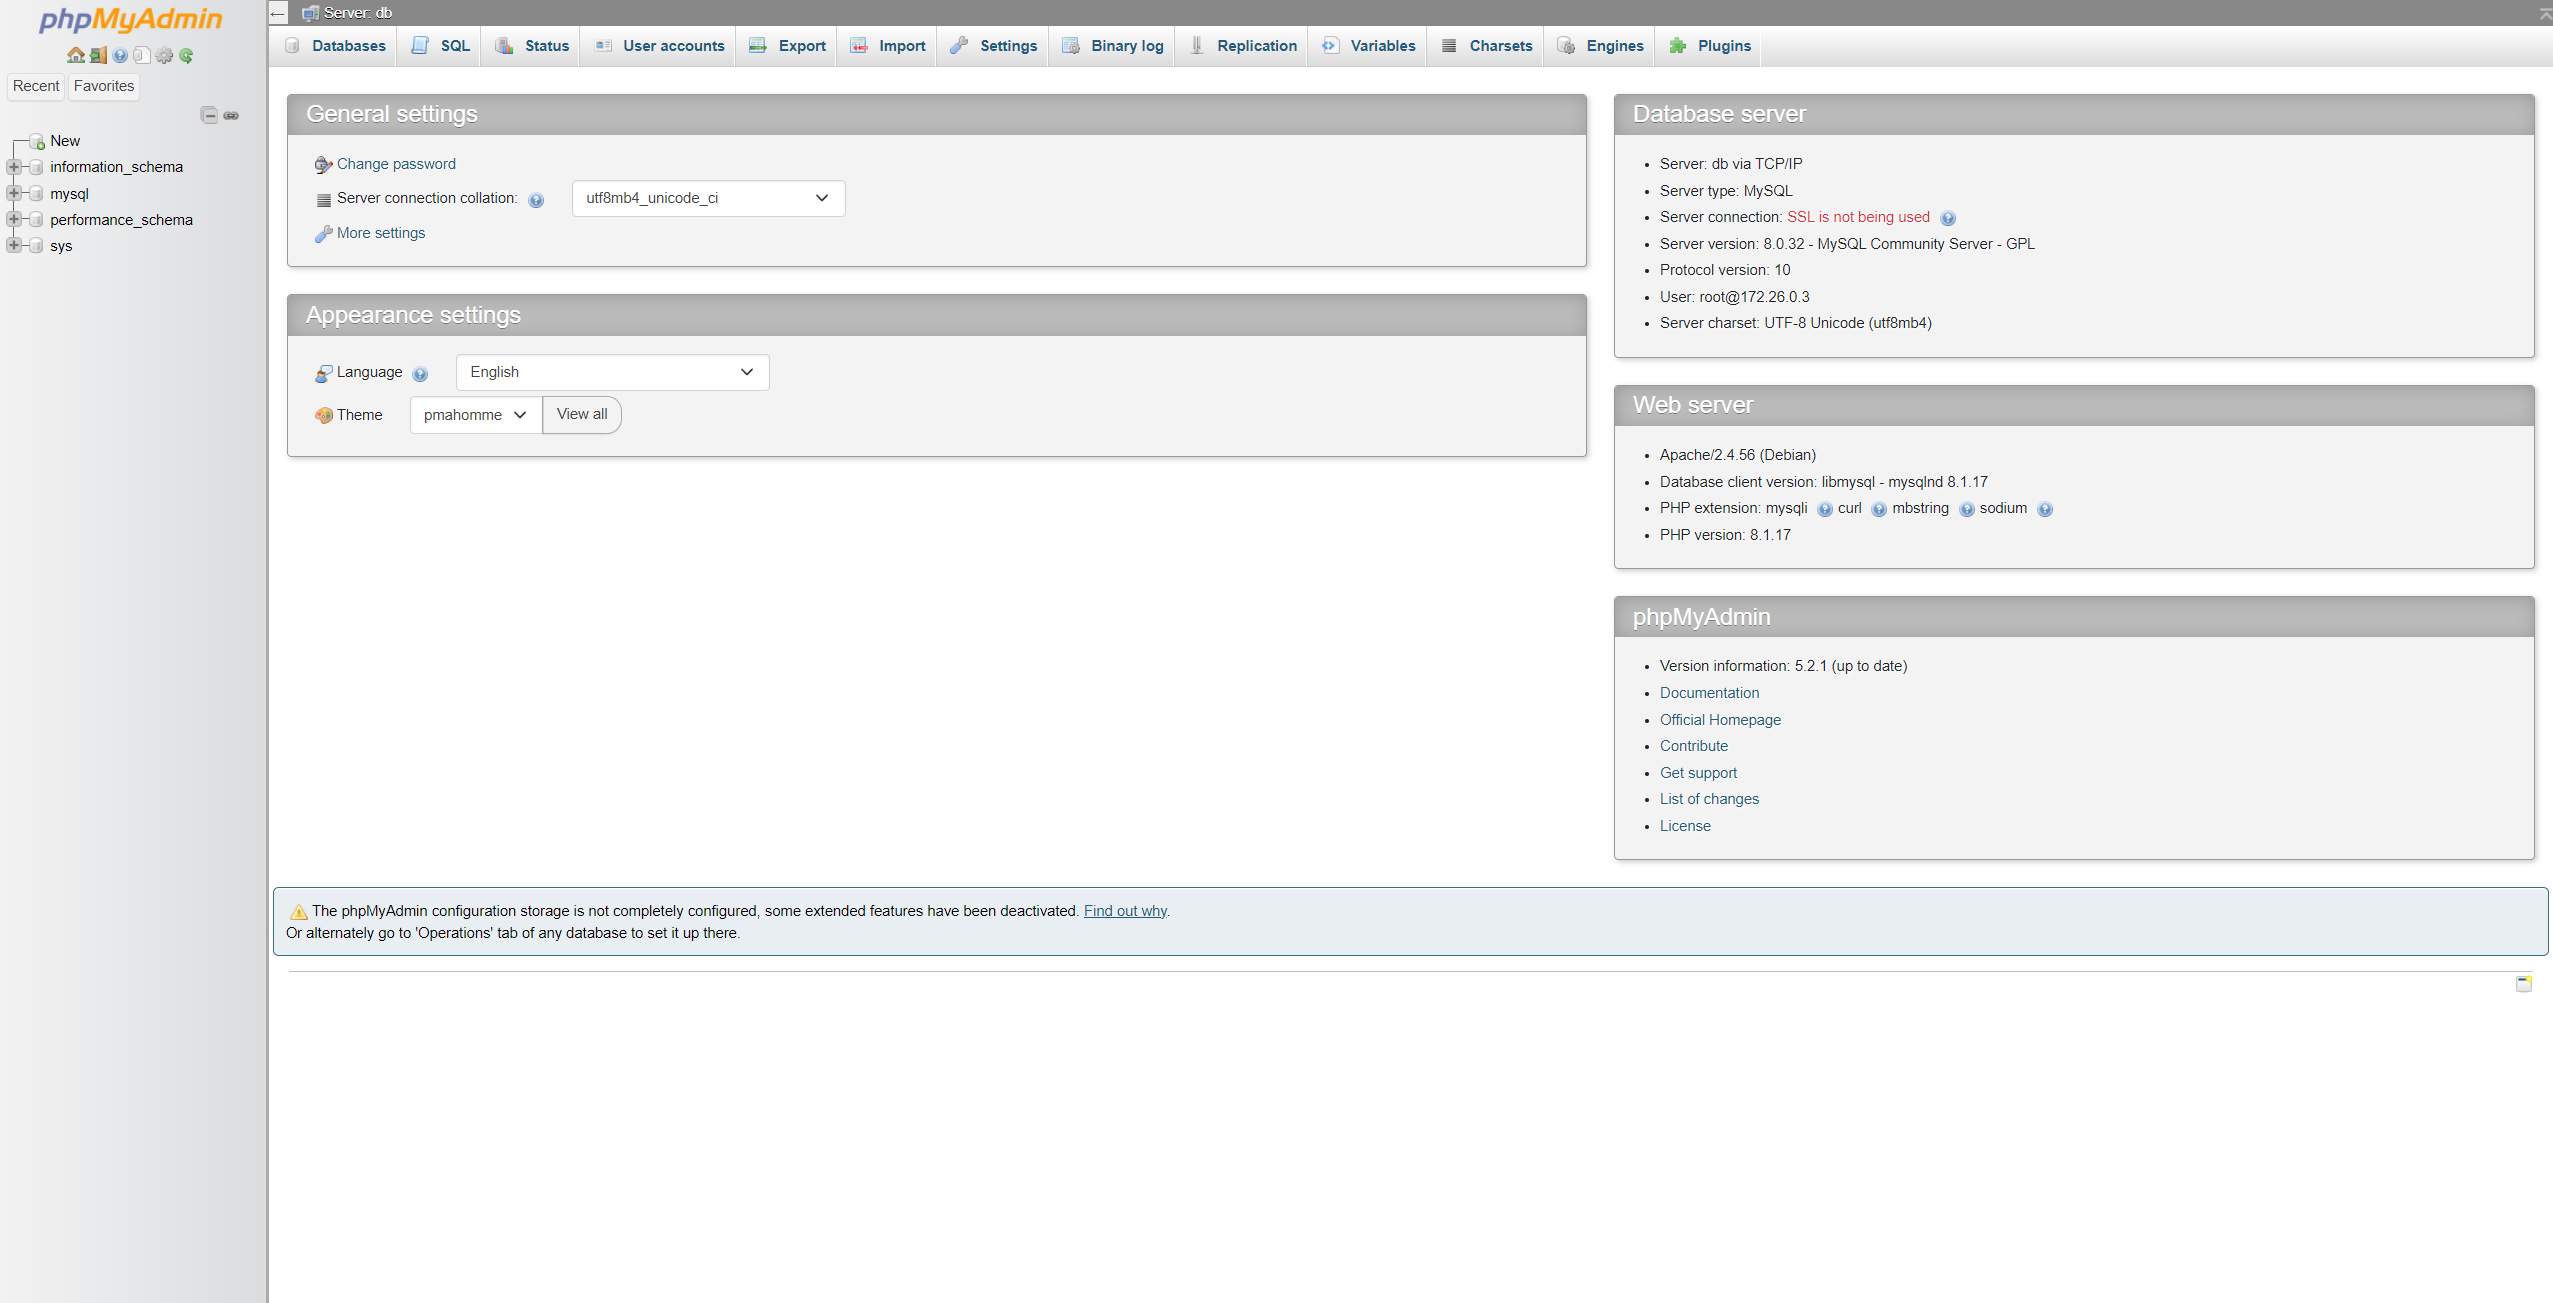 phpMyAdmin
Recent Favorites
New
information_schema
mysql
performance_schema
sys
Server: db
Databases SQL Status User accounts Export Import Settings Binary log Replication Variables Charsets Engines Plugins
General settings
Change password
Server connection collation: utf8mb4_unicode_ci
More settings
Appearance settings
Language English
Theme pmahomme View all
Database server
Server: db via TCP/IP
Server type: MySQL
Server connection: SSL is not being used
Server version: 8.0.32 - MySQL Community Server - GPL
Protocol version: 10
User: root@172.26.0.3
Server charset: UTF-8 Unicode (utf8mb4)
Web server
Apache/2.4.56 (Debian)
Database client version: libmysql - mysqlnd 8.1.17
PHP extension: mysqli curl mbstring sodium
PHP version: 8.1.17
phpMyAdmin
Version information: 5.2.1 (up to date)
Documentation
Official Homepage
Contribute
Get support
List of changes
License
The phpMyAdmin configuration storage is not completely configured, some extended features have been deactivated. Find out why.
Or alternately go to 'Operations' tab of any database to set it up there.